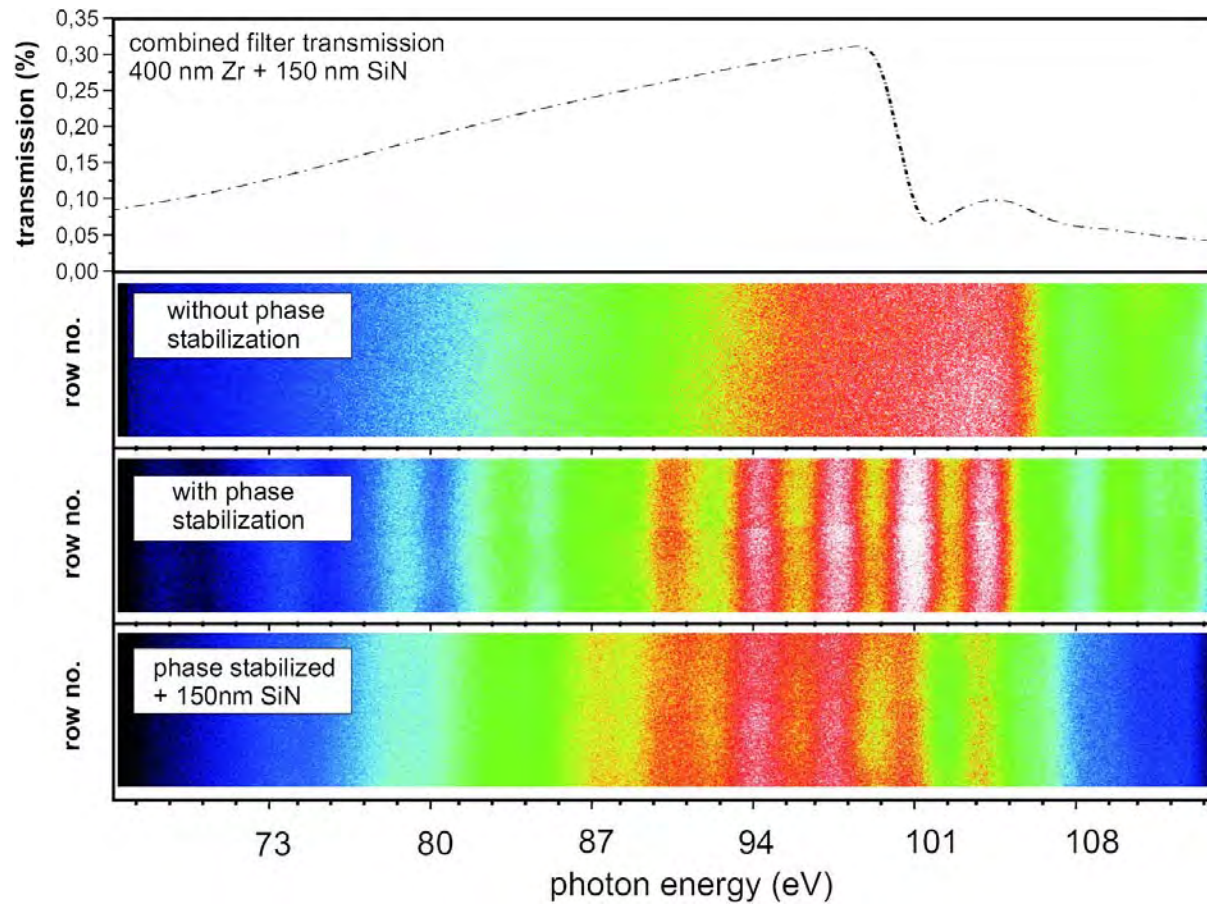 transmission (%)
0,35
0,30
0,25
0,20
0,15
0,10
0,05
0,00
combined filter transmission
400 nm Zr + 150 nm SiN
row no.
without phase
stabilization
row no.
with phase
stabilization
row no.
phase stabilized
+ 150nm SiN
73 80 87 94 101 108
photon energy (eV)